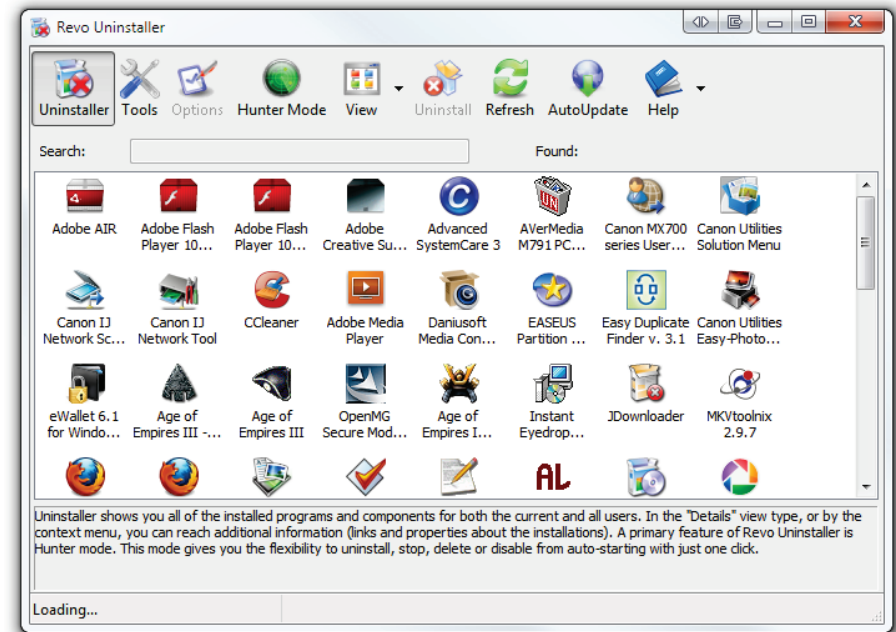 Revo Uninstaller
Uninstaller Tools Options Hunter Mode View Uninstall Refresh AutoUpdate Help
Search: Found:
Adobe AIR Adobe Flash Adobe Flash Adobe Advanced AVerMedia Canon MX700 Canon Utilities
Player 10... Player 10... Creative Su... SystemCare 3 M791 PC... series User... Solution Menu
Canon IJ Canon IJ CCleaner Adobe Media Daniusoft EASEUS Easy Duplicate Canon Utilities
Network Sc... Network Tool Player Media Con... Partition ... Finder v. 3.1 Easy-Photo...
eWallet 6.1 Age of Age of OpenMG Age of Instant JDownloader MKVtoolnix
for Windo... Empires III -... Empires III Secure Mod... Empires I... Eyedrop... 2.9.7
AL
Uninstaller shows you all of the installed programs and components for both the current and all users. In the "Details" view type, or by the
context menu, you can reach additional information (links and properties about the installations). A primary feature of Revo Uninstaller is
Hunter mode. This mode gives you the flexibility to uninstall, stop, delete or disable from auto-starting with just one click.
Loading...